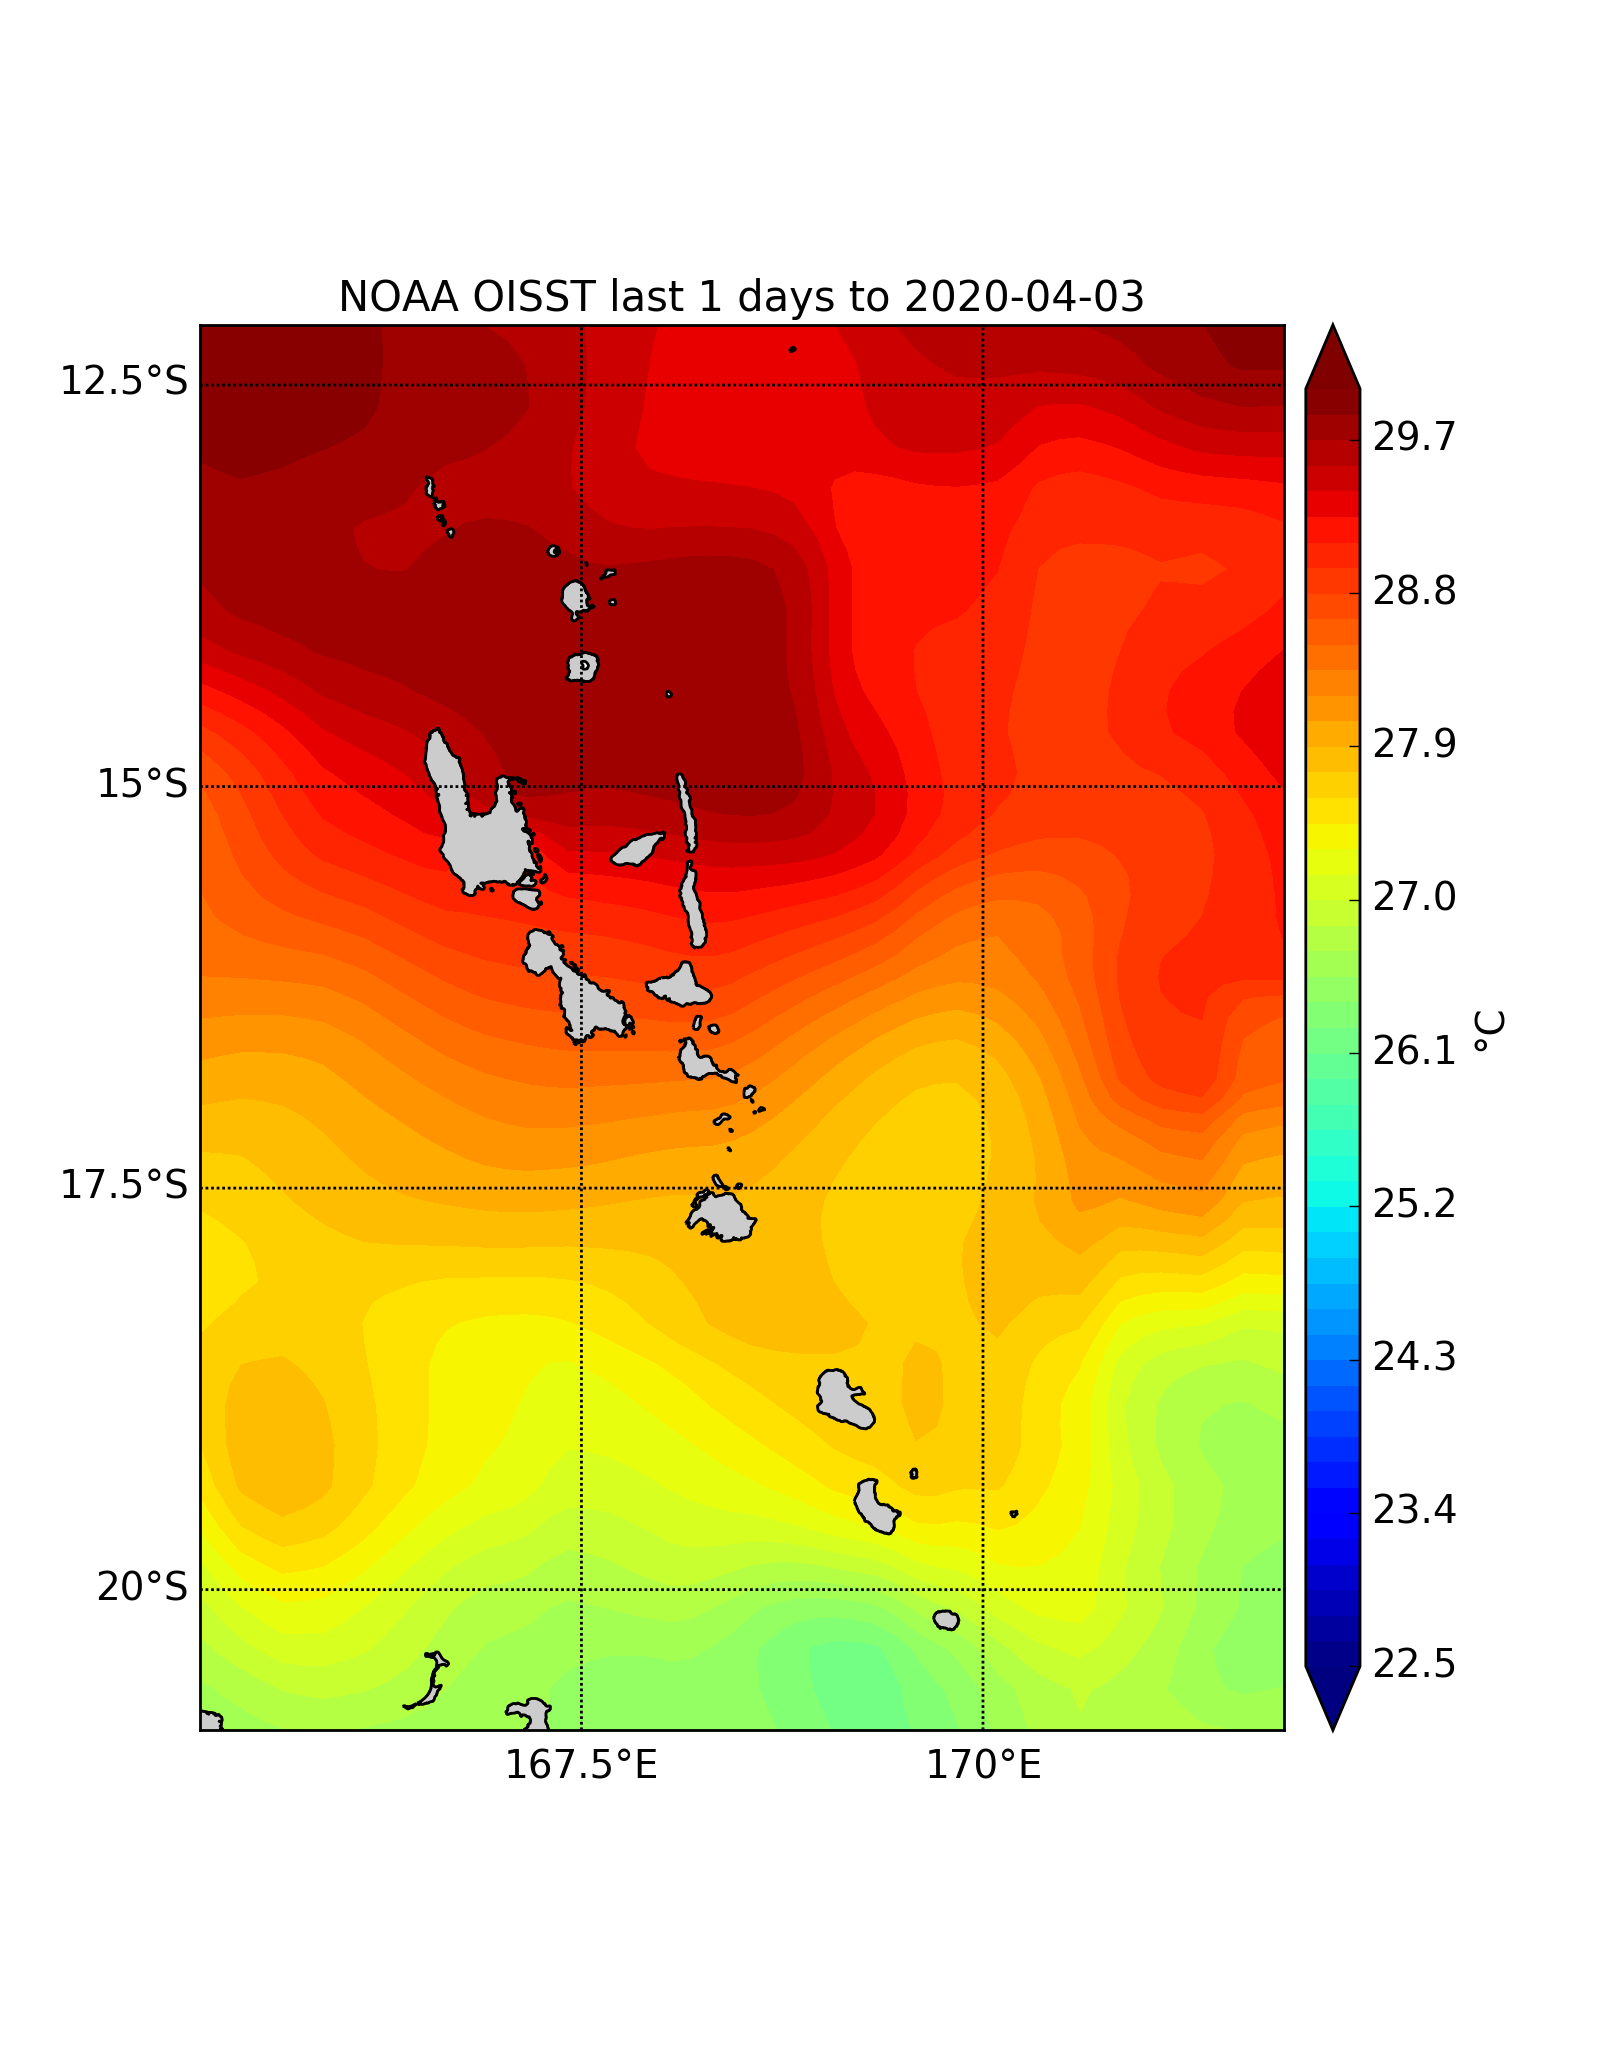 NOAA OISST last 1 days to 2020-04-03
12.5°S
15°S
17.5°S
20°S
167.5°E
170°E
29.7
28.8
27.9
27.0
26.1
25.2
24.3
23.4
22.5
°C